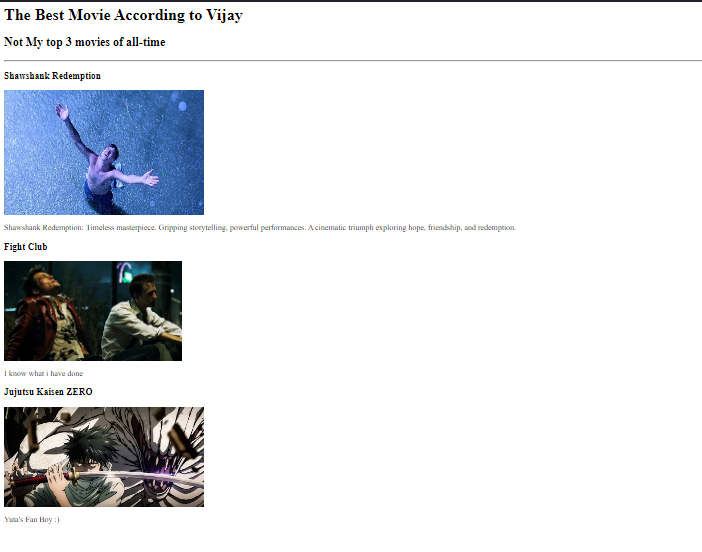 The Best Movie According to Vijay
Not My top 3 movies of all-time
Shawshank Redemption
Shawshank Redemption: Timeless masterpiece. Gripping storytelling, powerful performances. A cinematic triumph exploring hope, friendship, and redemption.
Fight Club
I know what i have done
Jujutsu Kaisen ZERO
Yuta's Fan Boy :)